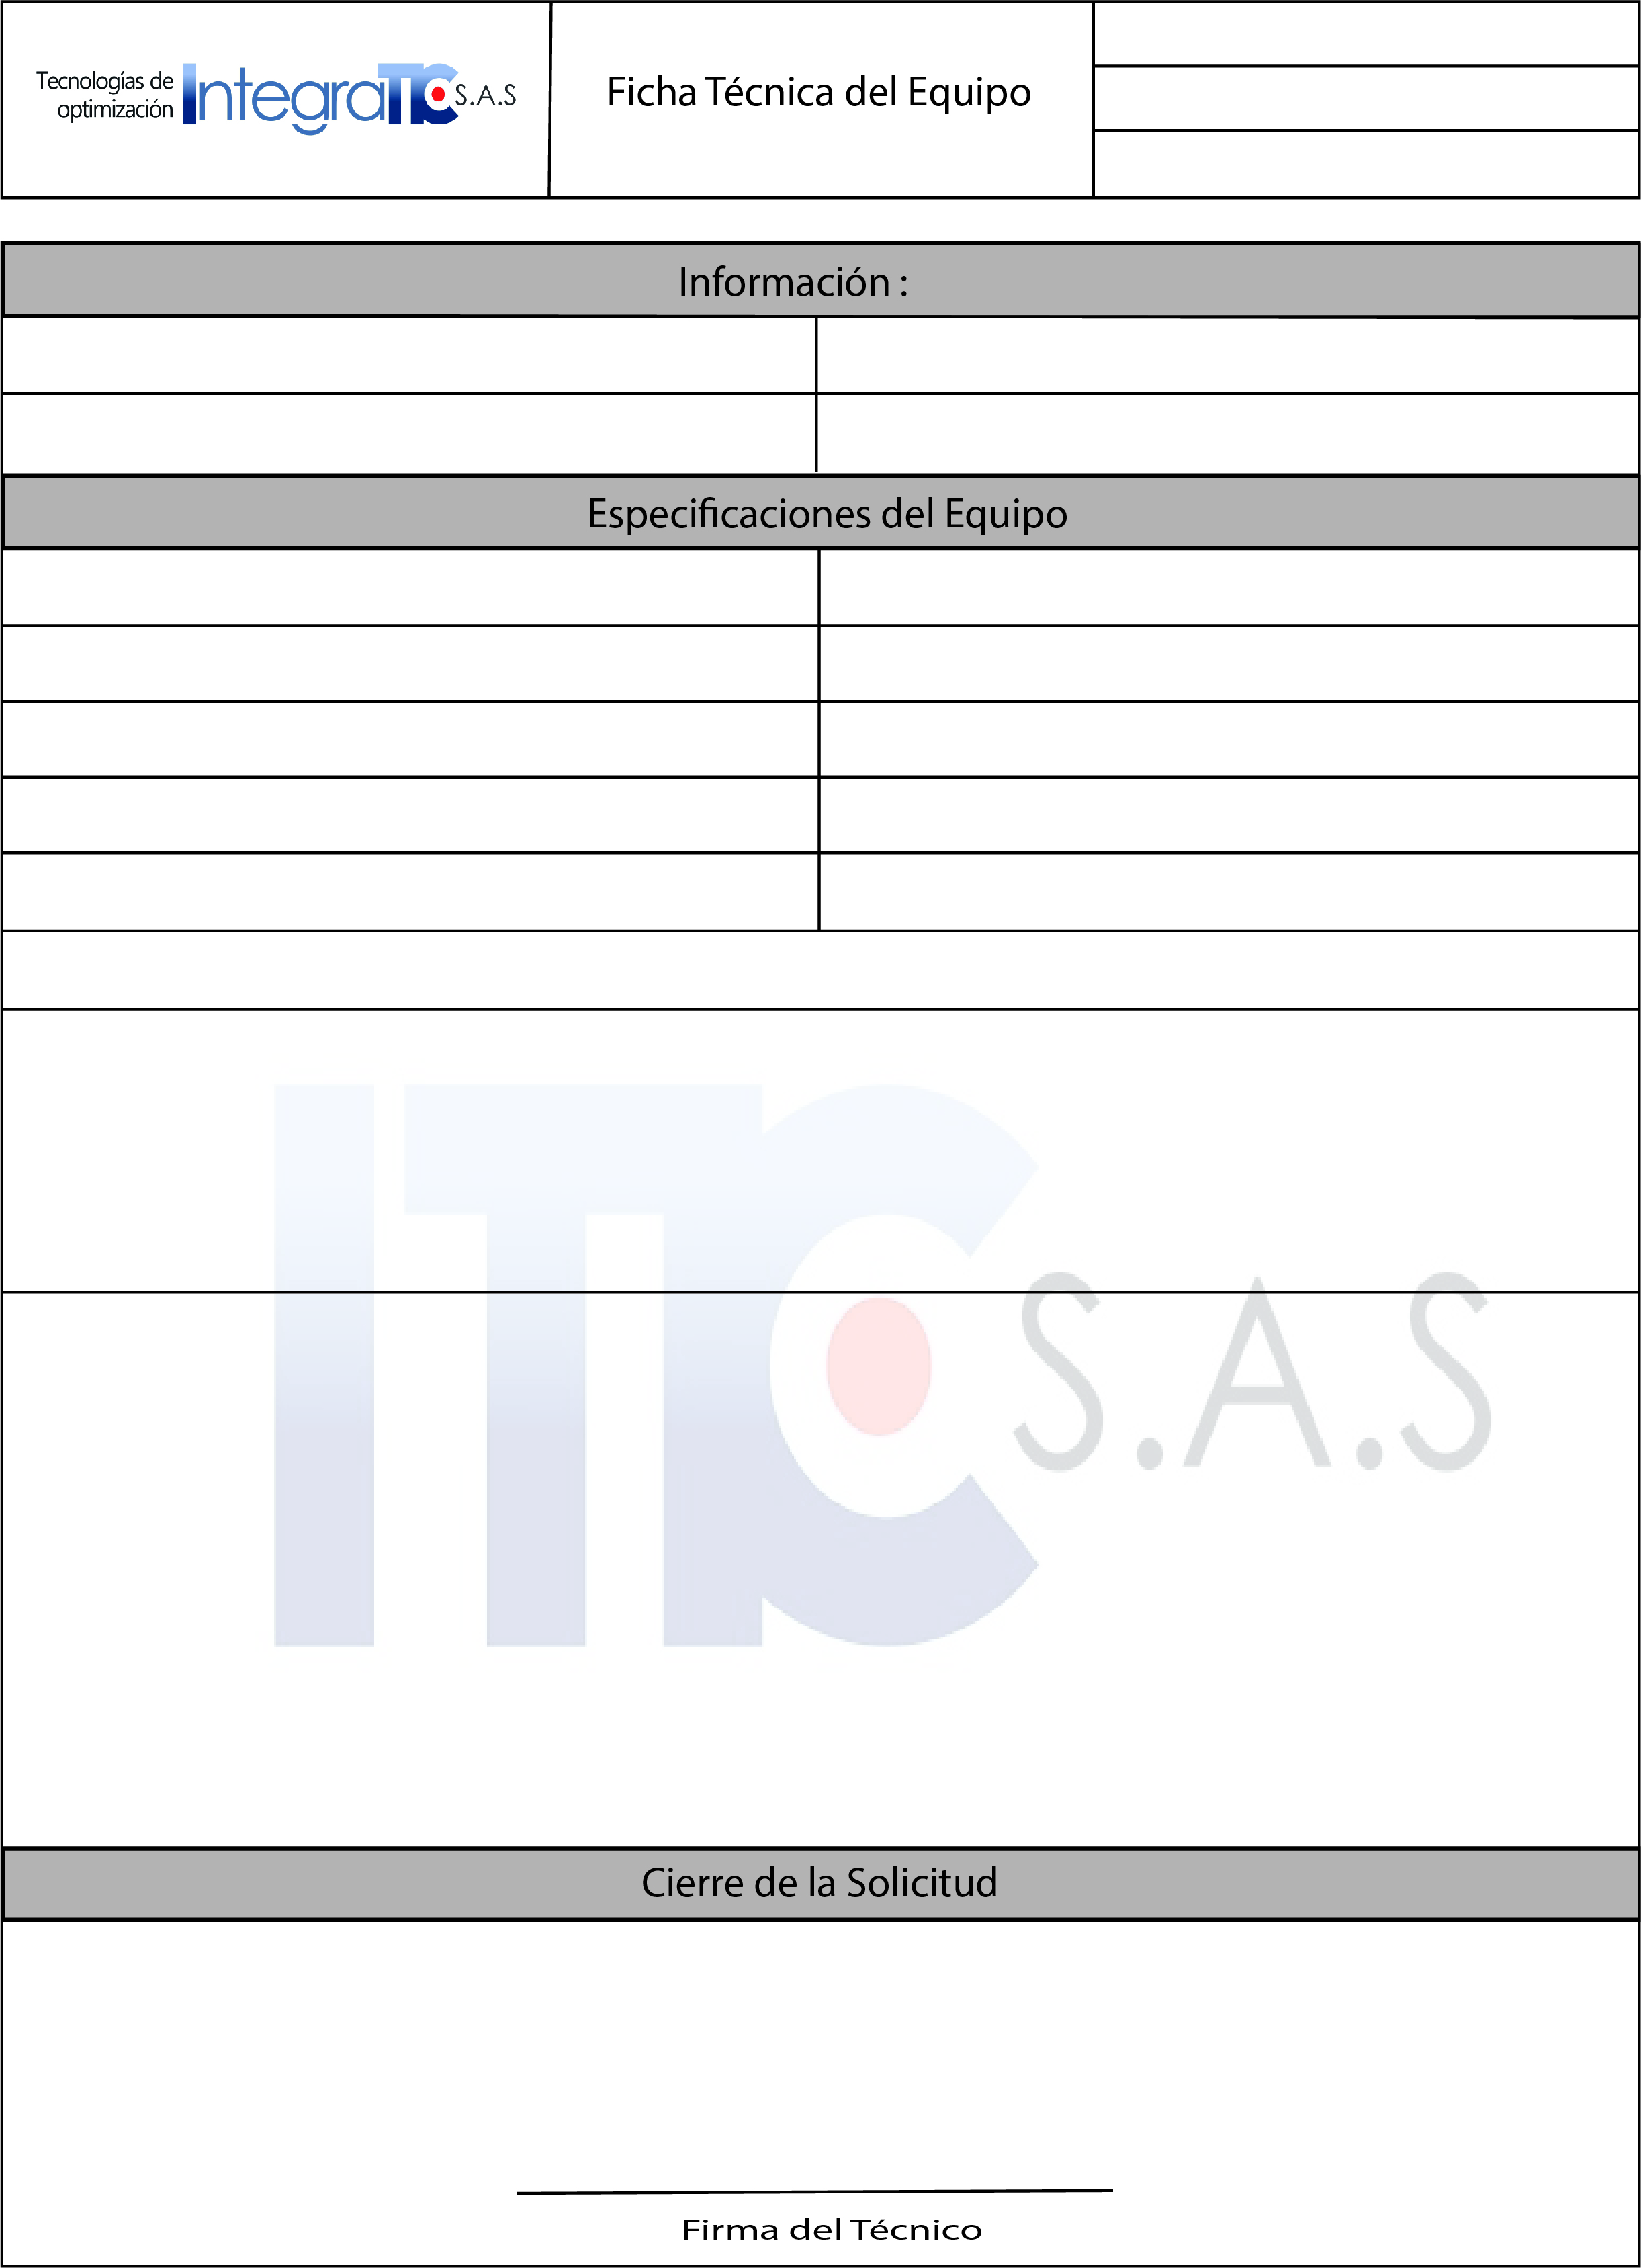 Tecnologías de
optimización
IntegraTC S.A.S
Ficha Técnica del Equipo
Información :
Especificaciones del Equipo
ITC S.A.S
Cierre de la Solicitud
Firma del Técnico